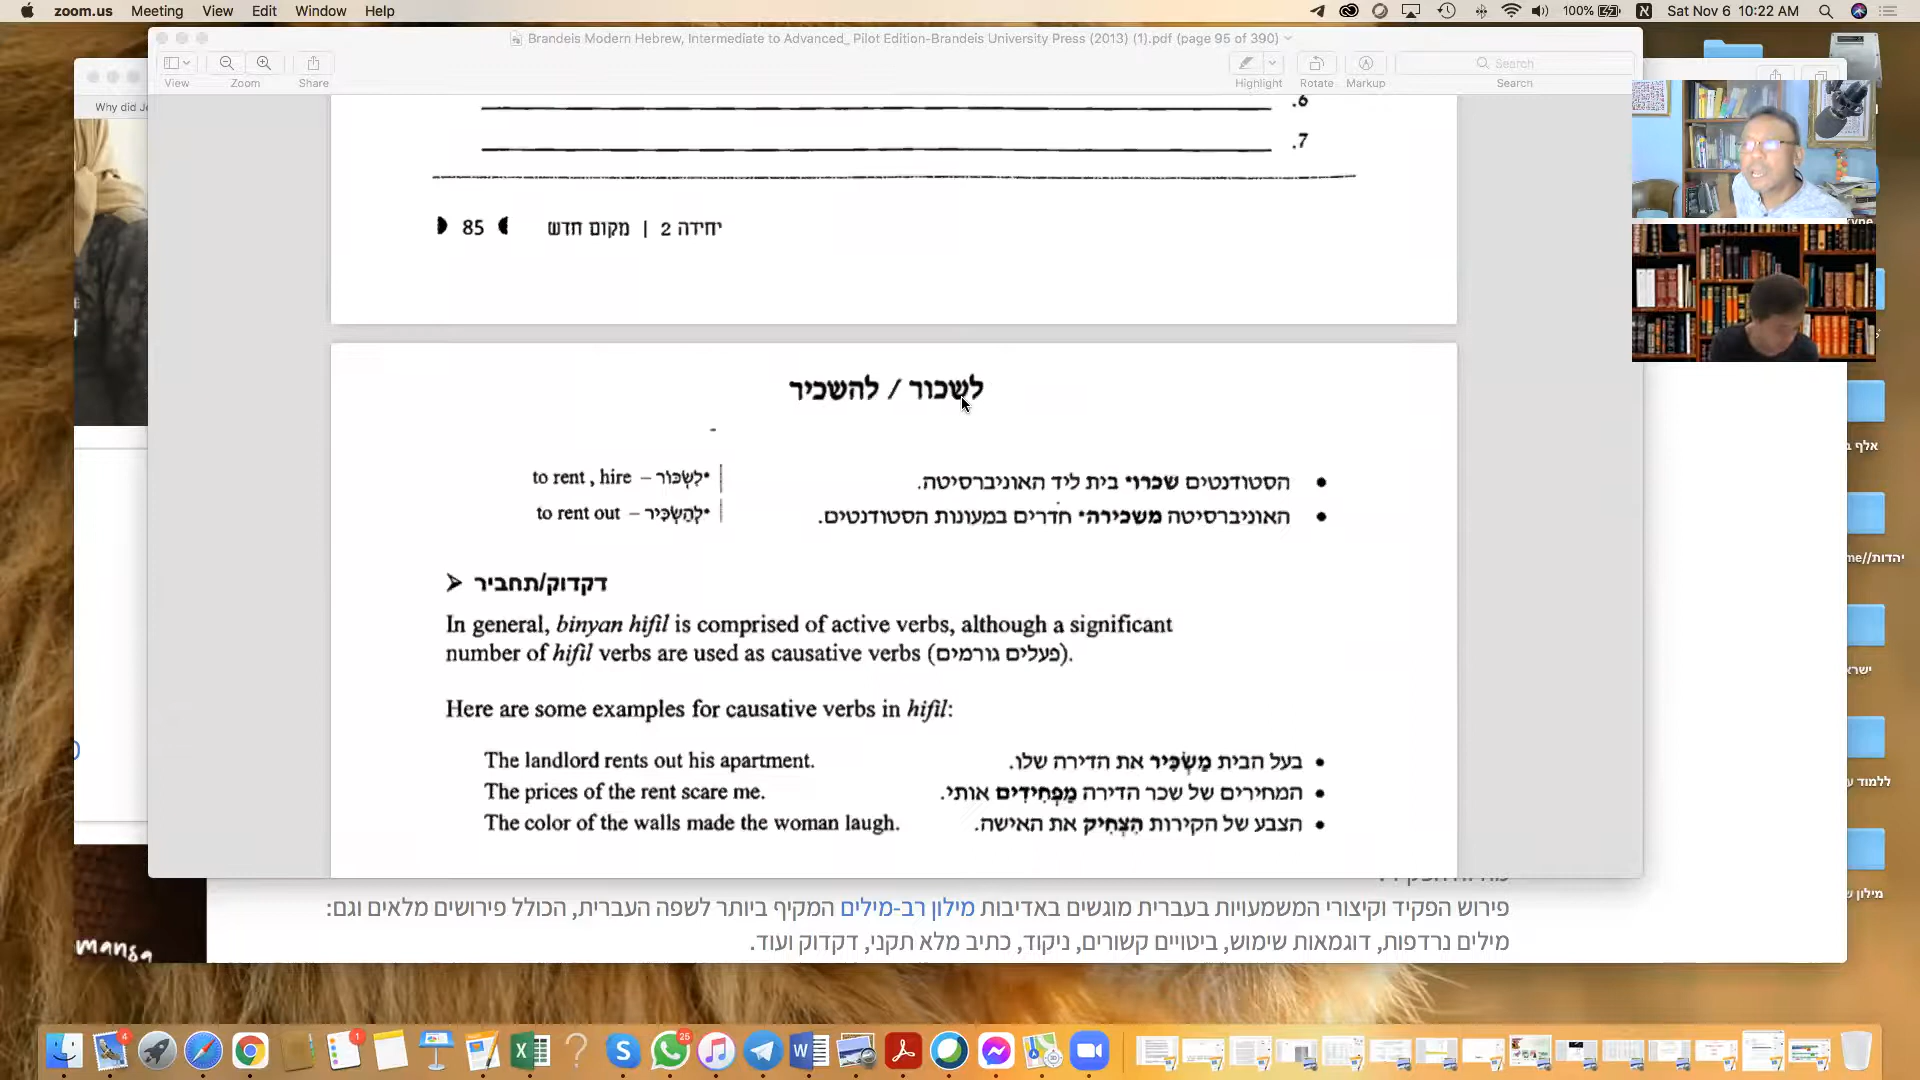 zoom.us Meeting View Edit Window Help
100% Sat Nov 6 10:22 AM
Brandeis Modern Hebrew, Intermediate to Advanced_ Pilot Edition-Brandeis University Press (2013) (1).pdf (page 95 of 390)
View Zoom Share Highlight Rotate Markup Search
Search
Why did
.6
.7
85 יחידה 2 | מקום חדש
לשכור / להשכיר
הסטודנטים שכרו* בית ליד האוניברסיטה.
*לִשְׂכּוֹר – to rent , hire
האוניברסיטה משכירה* חדרים במעונות הסטודנטים.
*לְהַשְׂכִּיר – to rent out
דקדוק/תחביר
In general, binyan hifil is comprised of active verbs, although a significant
number of hifil verbs are used as causative verbs (פעלים גורמים).
Here are some examples for causative verbs in hifil:
The landlord rents out his apartment. בעל הבית מַשְׂכִּיר את הדירה שלו.
The prices of the rent scare me. המחירים של שכר הדירה מַפְחִידִים אותי.
The color of the walls made the woman laugh. הצבע של הקירות הִצְחִיק את האישה.
פירוש הפקיד וקיצורי המשמעויות בעברית מוגשים באדיבות מילון רב-מילים המקיף ביותר לשפה העברית, הכולל פירושים מלאים וגם:
מילים נרדפות, דוגמאות שימוש, ביטויים קשורים, ניקוד, כתיב מלא תקני, דקדוק ועוד.
mansa
אלף
יהדות//
ללמוד
מילון
4
1
25